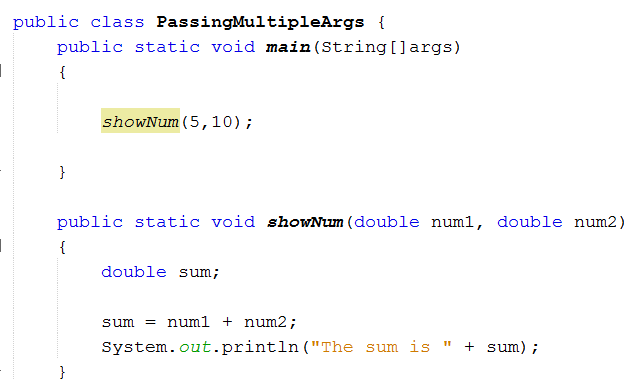 public class PassingMultipleArgs {
public static void main(String[]args)
{
showNum(5,10);
}
public static void showNum(double num1, double num2)
{
double sum;
sum = num1 + num2;
System.out.println("The sum is " + sum);
}